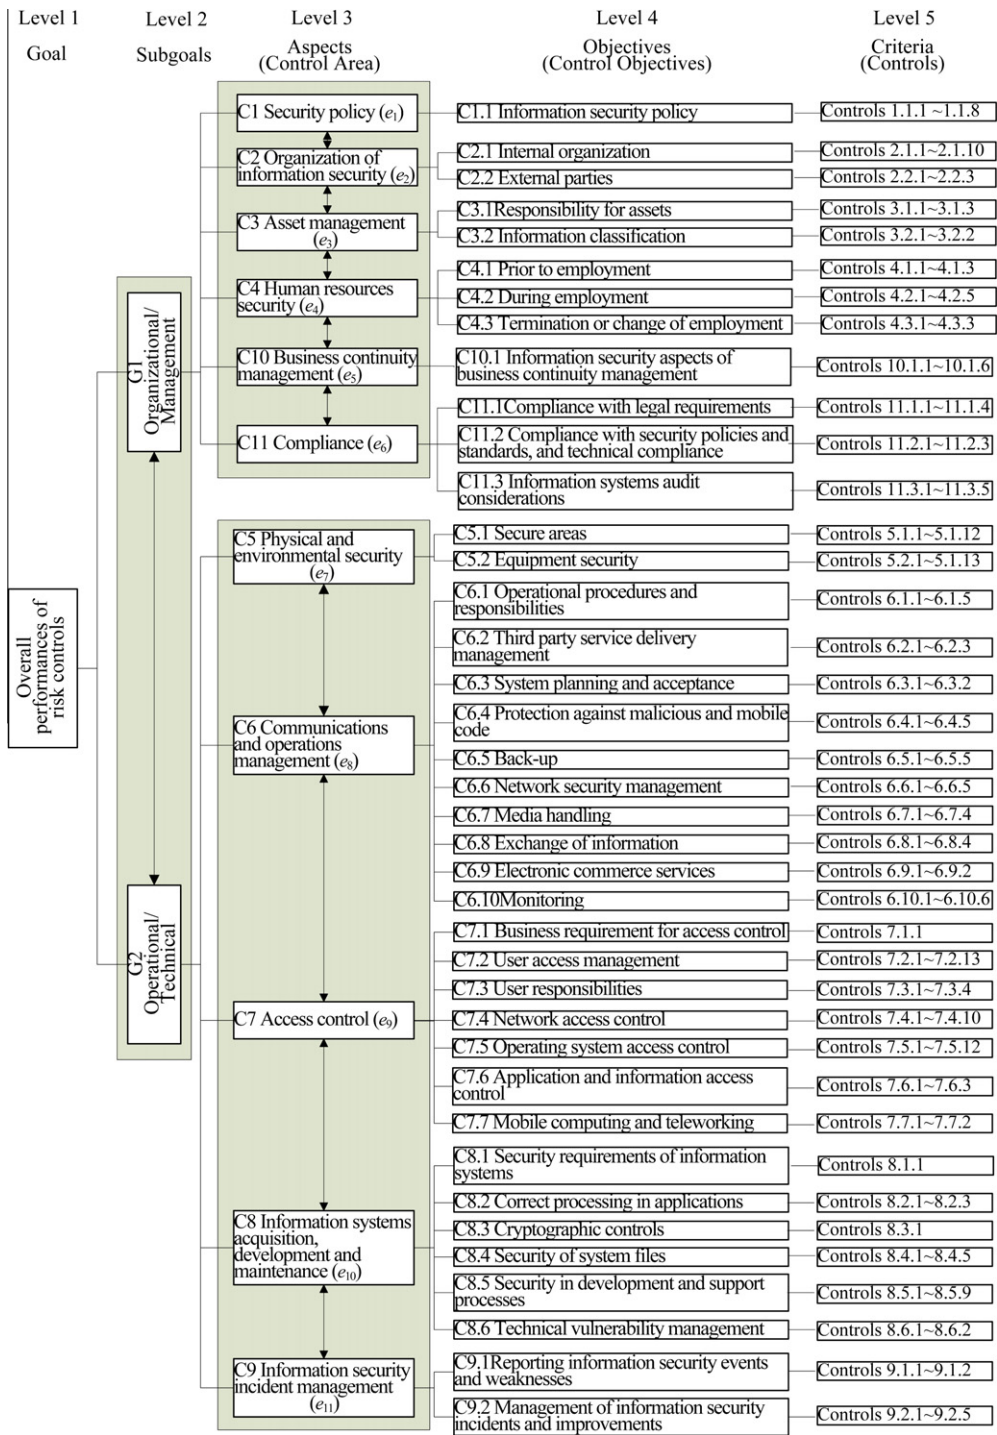 Level 1
Level 2
Level 3
Level 4
Level 5
Goal
Subgoals
Aspects
(Control Area)
Objectives
(Control Objectives)
Criteria
(Controls)
Overall
performances of
risk controls
G1
Organizational/
Management
G2
Operational/
Technical
C1 Security policy (e1)
C1.1 Information security policy
Controls 1.1.1 ~1.1.8
C2 Organization of
information security (e2)
C2.1 Internal organization
Controls 2.1.1~2.1.10
C2.2 External parties
Controls 2.2.1~2.2.3
C3 Asset management
(e3)
C3.1Responsibility for assets
Controls 3.1.1~3.1.3
C3.2 Information classification
Controls 3.2.1~3.2.2
C4 Human resources
security (e4)
C4.1 Prior to employment
Controls 4.1.1~4.1.3
C4.2 During employment
Controls 4.2.1~4.2.5
C4.3 Termination or change of employment
Controls 4.3.1~4.3.3
C10 Business continuity
management (e5)
C10.1 Information security aspects of
business continuity management
Controls 10.1.1~10.1.6
C11 Compliance (e6)
C11.1Compliance with legal requirements
Controls 11.1.1~11.1.4
C11.2 Compliance with security policies and
standards, and technical compliance
Controls 11.2.1~11.2.3
C11.3 Information systems audit
considerations
Controls 11.3.1~11.3.5
C5 Physical and
environmental security
(e7)
C5.1 Secure areas
Controls 5.1.1~5.1.12
C5.2 Equipment security
Controls 5.2.1~5.1.13
C6 Communications
and operations
management (e8)
C6.1 Operational procedures and
responsibilities
Controls 6.1.1~6.1.5
C6.2 Third party service delivery
management
Controls 6.2.1~6.2.3
C6.3 System planning and acceptance
Controls 6.3.1~6.3.2
C6.4 Protection against malicious and mobile
code
Controls 6.4.1~6.4.5
C6.5 Back-up
Controls 6.5.1~6.5.5
C6.6 Network security management
Controls 6.6.1~6.6.5
C6.7 Media handling
Controls 6.7.1~6.7.4
C6.8 Exchange of information
Controls 6.8.1~6.8.4
C6.9 Electronic commerce services
Controls 6.9.1~6.9.2
C6.10Monitoring
Controls 6.10.1~6.10.6
C7 Access control (e9)
C7.1 Business requirement for access control
Controls 7.1.1
C7.2 User access management
Controls 7.2.1~7.2.13
C7.3 User responsibilities
Controls 7.3.1~7.3.4
C7.4 Network access control
Controls 7.4.1~7.4.10
C7.5 Operating system access control
Controls 7.5.1~7.5.12
C7.6 Application and information access
control
Controls 7.6.1~7.6.3
C7.7 Mobile computing and teleworking
Controls 7.7.1~7.7.2
C8 Information systems
acquisition,
development and
maintenance (e10)
C8.1 Security requirements of information
systems
Controls 8.1.1
C8.2 Correct processing in applications
Controls 8.2.1~8.2.3
C8.3 Cryptographic controls
Controls 8.3.1
C8.4 Security of system files
Controls 8.4.1~8.4.5
C8.5 Security in development and support
processes
Controls 8.5.1~8.5.9
C8.6 Technical vulnerability management
Controls 8.6.1~8.6.2
C9 Information security
incident management
(e11)
C9.1Reporting information security events
and weaknesses
Controls 9.1.1~9.1.2
C9.2 Management of information security
incidents and improvements
Controls 9.2.1~9.2.5